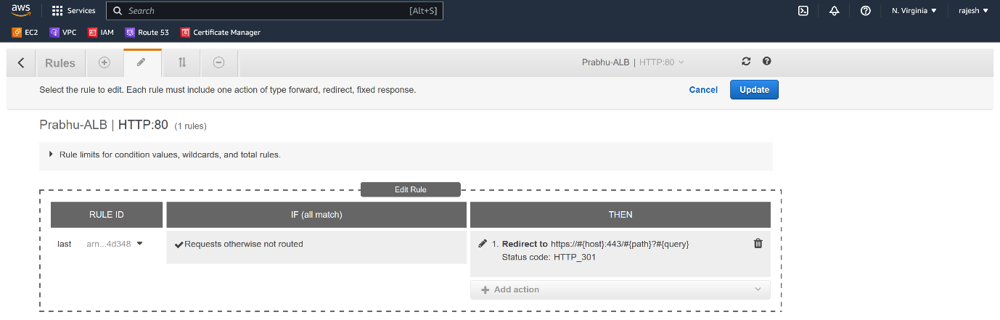 aws Services Search [Alt+S] N. Virginia rajesh
EC2 VPC IAM Route 53 Certificate Manager
Rules Prabhu-ALB | HTTP:80
Select the rule to edit. Each rule must include one action of type forward, redirect, fixed response. Cancel Update
Prabhu-ALB | HTTP:80 (1 rules)
Rule limits for condition values, wildcards, and total rules.
Edit Rule
RULE ID IF (all match) THEN
last arn...4d348 Requests otherwise not routed 1. Redirect to https://#{host}:443/#{path}?#{query}
Status code: HTTP_301
Add action